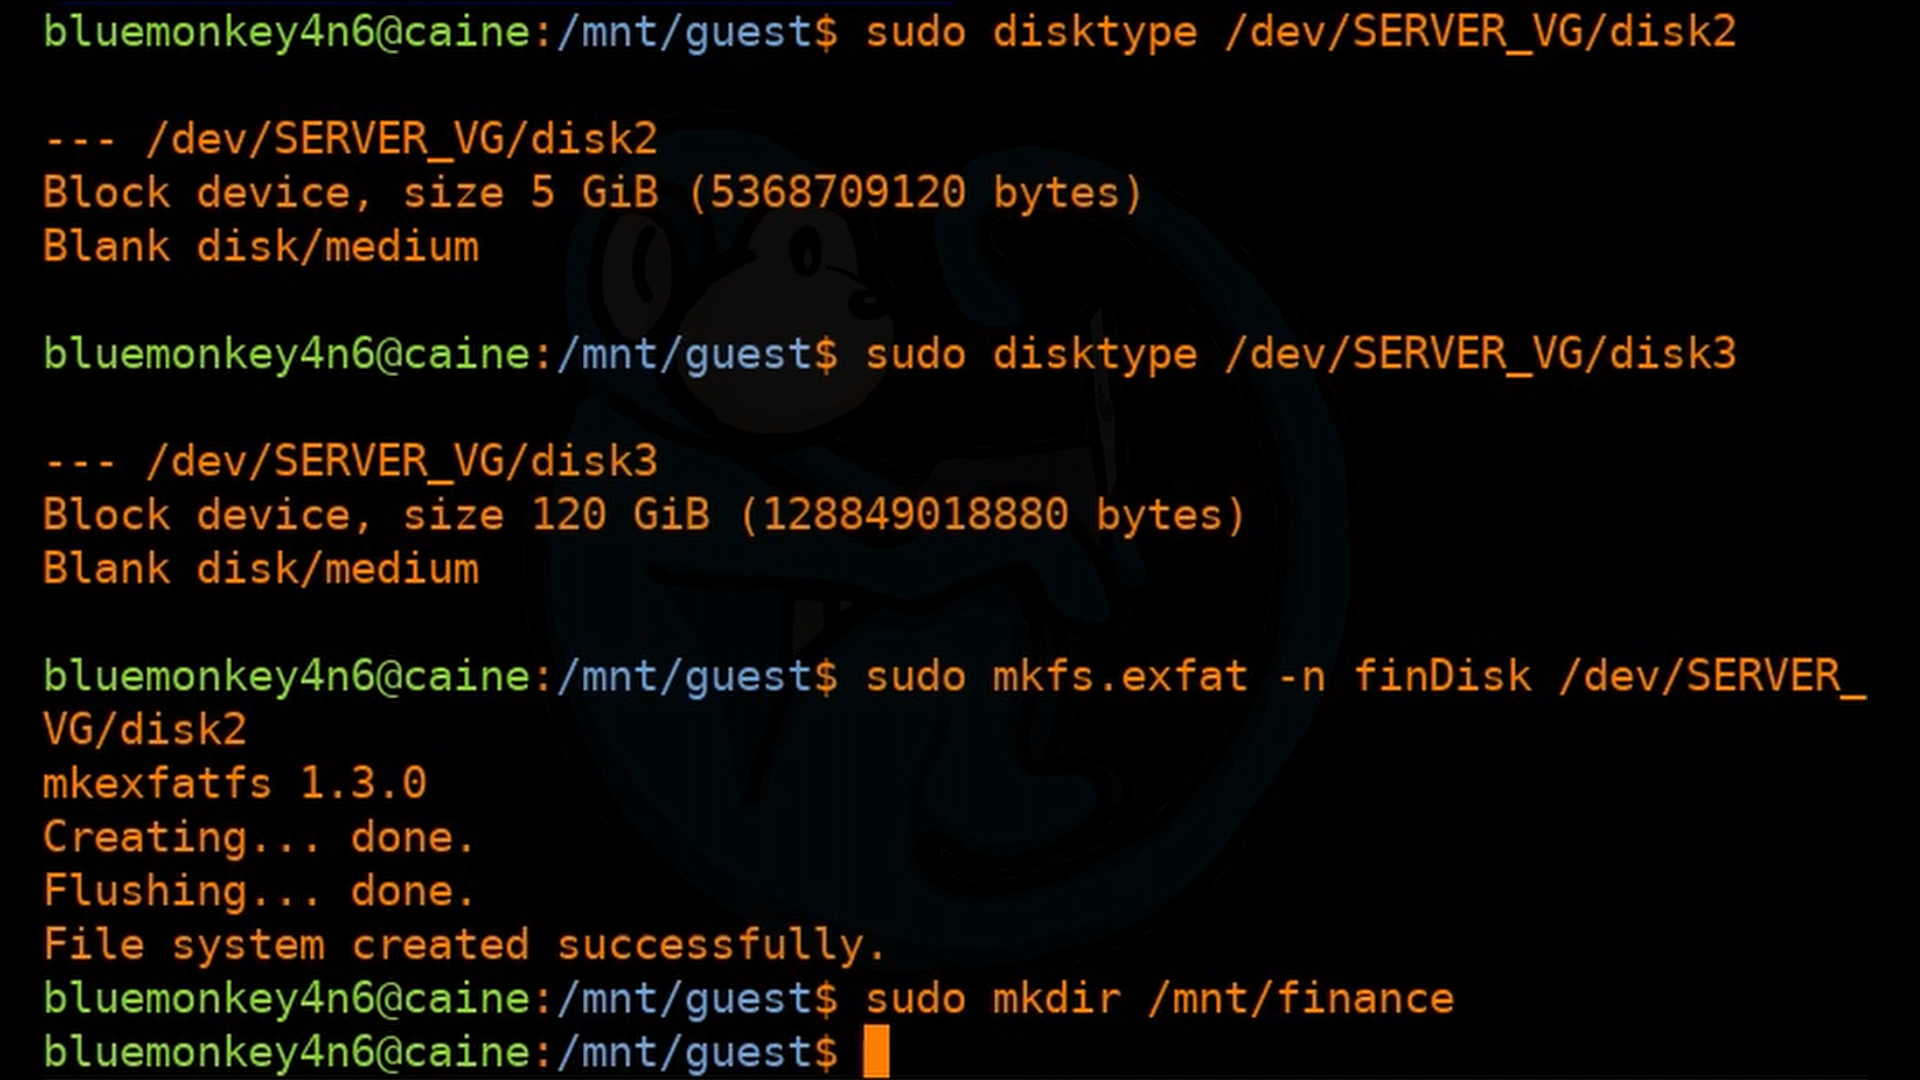 bluemonkey4n6@caine:/mnt/guest$ sudo disktype /dev/SERVER_VG/disk2
--- /dev/SERVER_VG/disk2
Block device, size 5 GiB (5368709120 bytes)
Blank disk/medium
bluemonkey4n6@caine:/mnt/guest$ sudo disktype /dev/SERVER_VG/disk3
--- /dev/SERVER_VG/disk3
Block device, size 120 GiB (128849018880 bytes)
Blank disk/medium
bluemonkey4n6@caine:/mnt/guest$ sudo mkfs.exfat -n finDisk /dev/SERVER_
VG/disk2
mkexfatfs 1.3.0
Creating... done.
Flushing... done.
File system created successfully.
bluemonkey4n6@caine:/mnt/guest$ sudo mkdir /mnt/finance
bluemonkey4n6@caine:/mnt/guest$